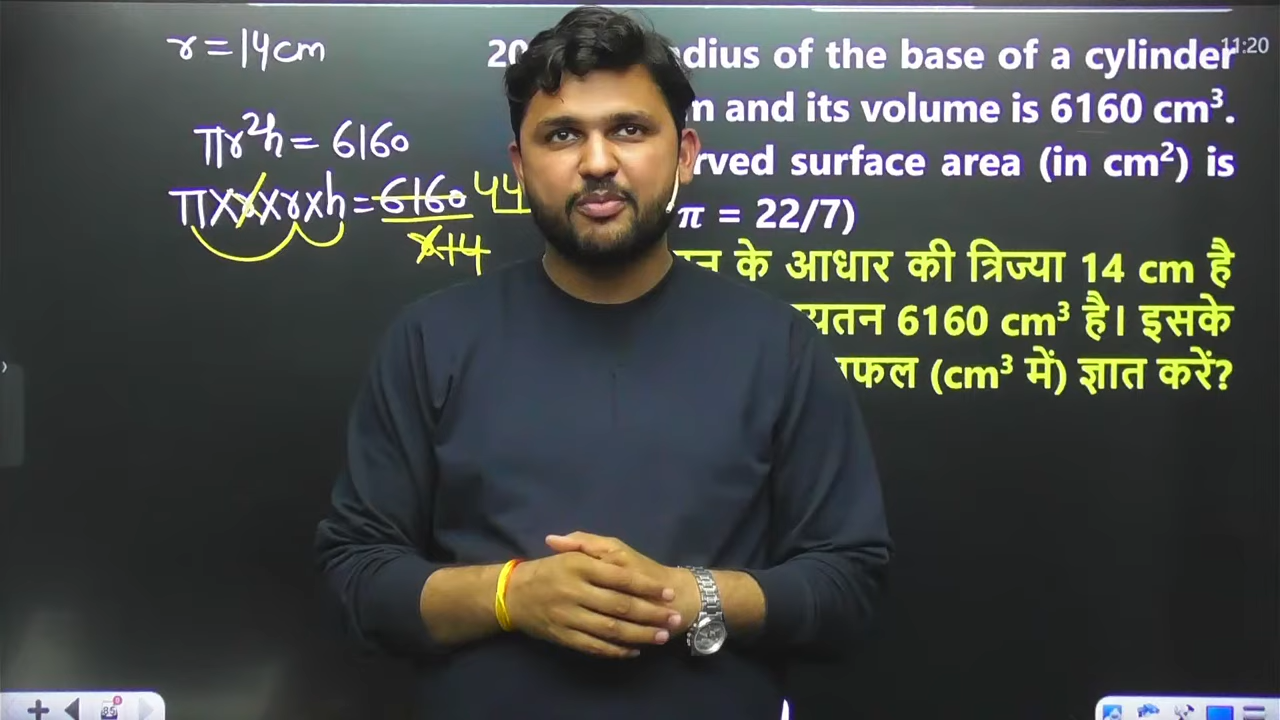 r = 14cm
πr²h = 6160
π×r×r×h = 6160 44
×14
20
dius of the base of a cylinder
11:20
m and its volume is 6160 cm³.
rved surface area (in cm²) is
π = 22/7)
के आधार की त्रिज्या 14 cm है
यतन 6160 cm³ है। इसके
फल (cm³ में) ज्ञात करें?
85